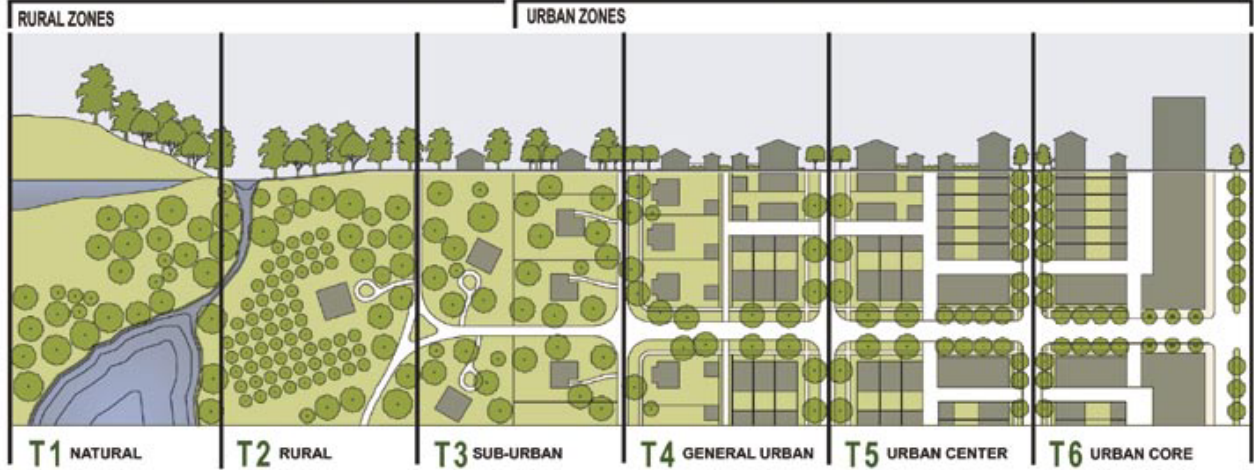 RURAL ZONES
URBAN ZONES
T1 NATURAL
T2 RURAL
T3 SUB-URBAN
T4 GENERAL URBAN
T5 URBAN CENTER
T6 URBAN CORE